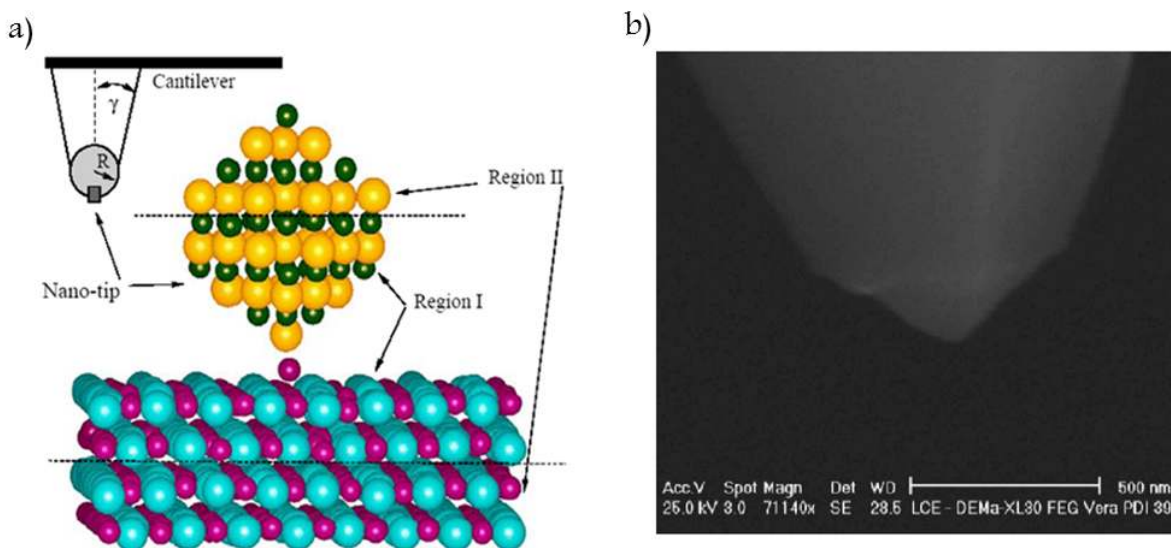 a)
Cantilever
γ
R
Nano-tip
Region II
Region I
b)
Acc.V Spot Magn Det WD 500 nm
25.0 kV 3.0 71140x SE 28.5 LCE - DEMa-XL30 FEG Vera PDI 39